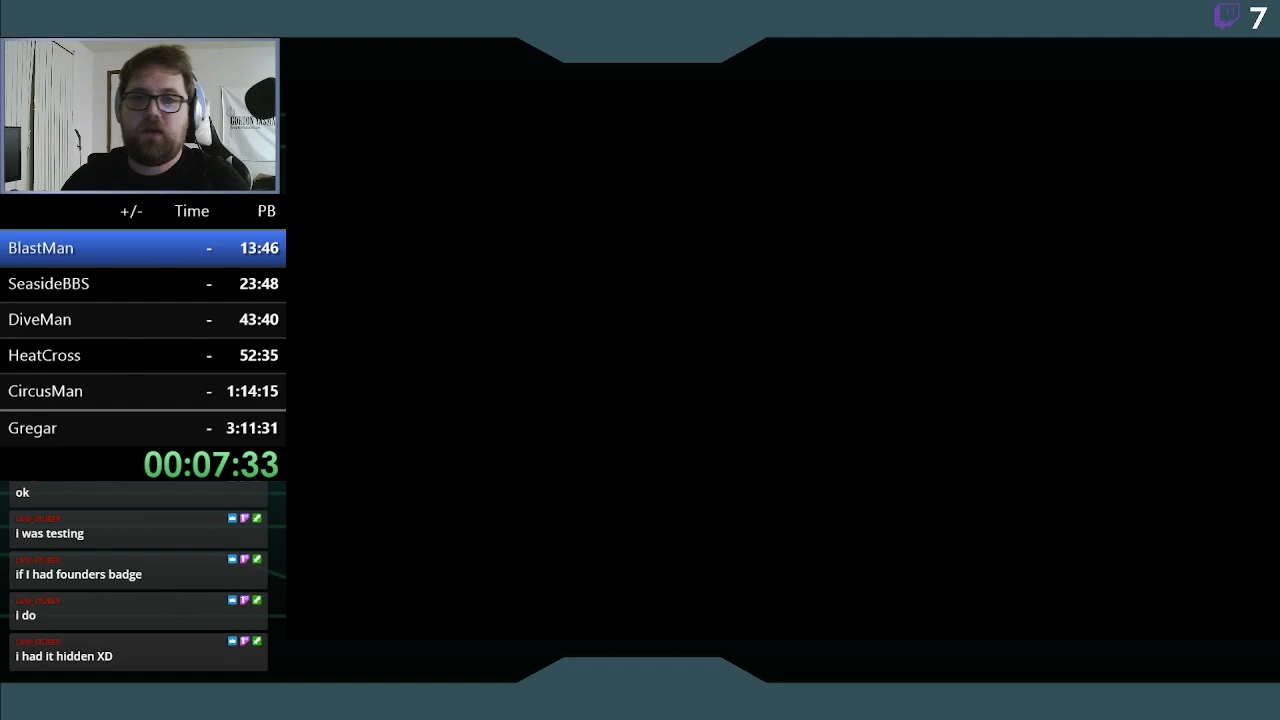 7
+/- Time PB
BlastMan - 13:46
SeasideBBS - 23:48
DiveMan - 43:40
HeatCross - 52:35
CircusMan - 1:14:15
Gregar - 3:11:31
00:07:33
ok
i was testing
if I had founders badge
i do
i had it hidden XD